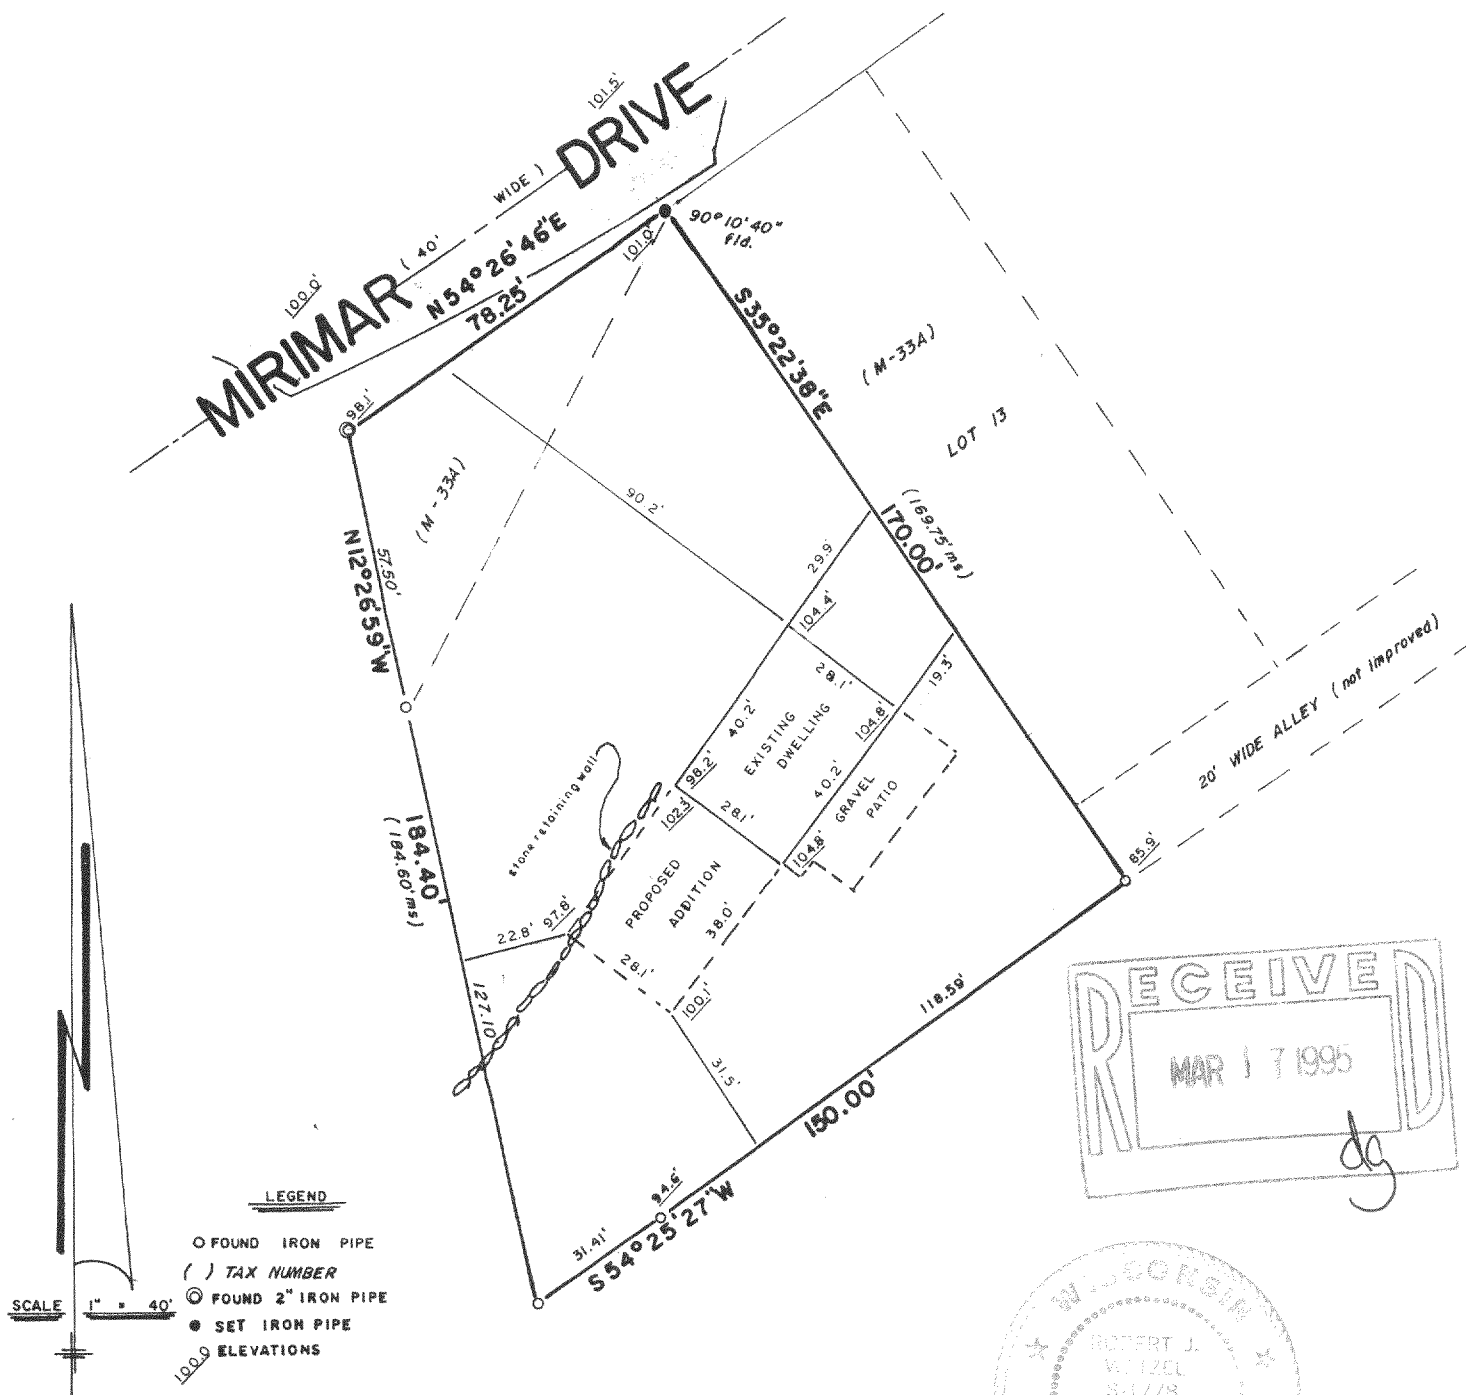 MIRIMAR ( 40' WIDE ) DRIVE
101.5'
100.0'
N 54° 26' 46" E
78.25'
101.0'
98.1'
90° 10' 40"
fld.
S 35° 22' 38" E
( M - 33A )
LOT 13
(169.75' ms)
170.00'
( M - 33A )
90.2'
29.9'
104.4'
N 12° 26' 59" W
57.50'
28.1'
19.3'
40.2'
EXISTING
DWELLING
104.8'
98.2'
40.2'
GRAVEL
PATIO
28.1'
102.3'
104.8'
20' WIDE ALLEY ( not improved )
85.9'
stone retaining wall
PROPOSED
ADDITION
38.0'
184.40'
( 184.60' ms )
22.8'
97.8'
28.1'
100.1'
127.10
31.5'
118.59'
150.00'
94.6'
31.41'
S 54° 25' 27" W
RECEIVED
MAR 17 1995
dg
LEGEND
FOUND IRON PIPE
( ) TAX NUMBER
FOUND 2" IRON PIPE
SET IRON PIPE
100.0 ELEVATIONS
SCALE 1" = 40'
WISCONSIN
ROBERT J.
S-1778